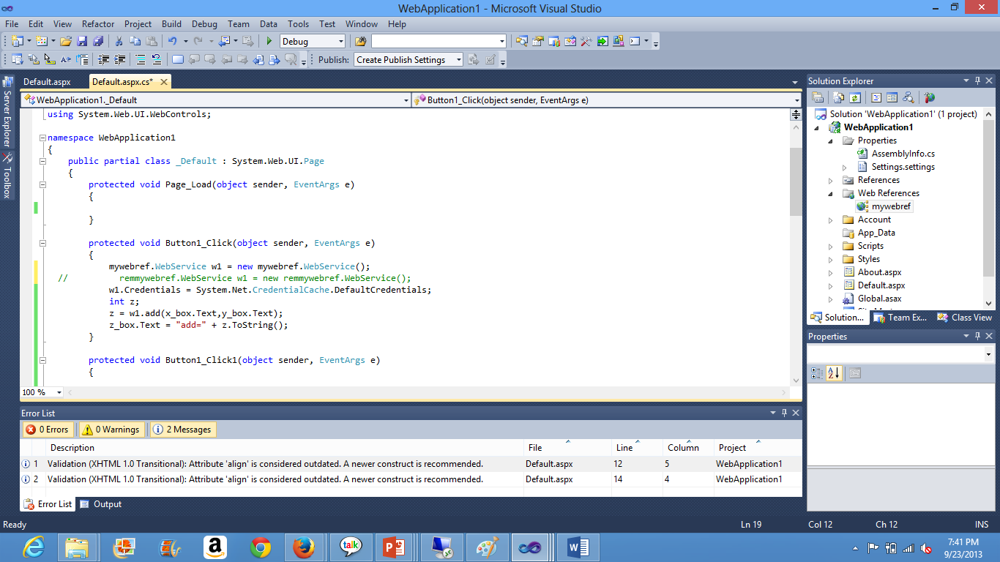 WebApplication1 - Microsoft Visual Studio
File Edit View Refactor Project Build Debug Team Data Tools Test Window Help
Debug
Publish: Create Publish Settings
Server Explorer
Toolbox
Default.aspx Default.aspx.cs*
WebApplication1._Default Button1_Click(object sender, EventArgs e)
using System.Web.UI.WebControls;
namespace WebApplication1
{
public partial class _Default : System.Web.UI.Page
{
protected void Page_Load(object sender, EventArgs e)
{
}
protected void Button1_Click(object sender, EventArgs e)
{
mywebref.WebService w1 = new mywebref.WebService();
// remmywebref.WebService w1 = new remmywebref.WebService();
w1.Credentials = System.Net.CredentialCache.DefaultCredentials;
int z;
z = w1.add(x_box.Text,y_box.Text);
z_box.Text = "add=" + z.ToString();
}
protected void Button1_Click1(object sender, EventArgs e)
{
100 %
Solution Explorer
Solution 'WebApplication1' (1 project)
WebApplication1
Properties
AssemblyInfo.cs
Settings.settings
References
Web References
mywebref
Account
App_Data
Scripts
Styles
About.aspx
Default.aspx
Global.asax
Solution... Team Ex... Class View
Properties
Error List
0 Errors 0 Warnings 2 Messages
Description File Line Column Project
1 Validation (XHTML 1.0 Transitional): Attribute 'align' is considered outdated. A newer construct is recommended. Default.aspx 12 5 WebApplication1
2 Validation (XHTML 1.0 Transitional): Attribute 'align' is considered outdated. A newer construct is recommended. Default.aspx 14 4 WebApplication1
Error List Output
Ready Ln 19 Col 12 Ch 12 INS
talk
7:41 PM
9/23/2013